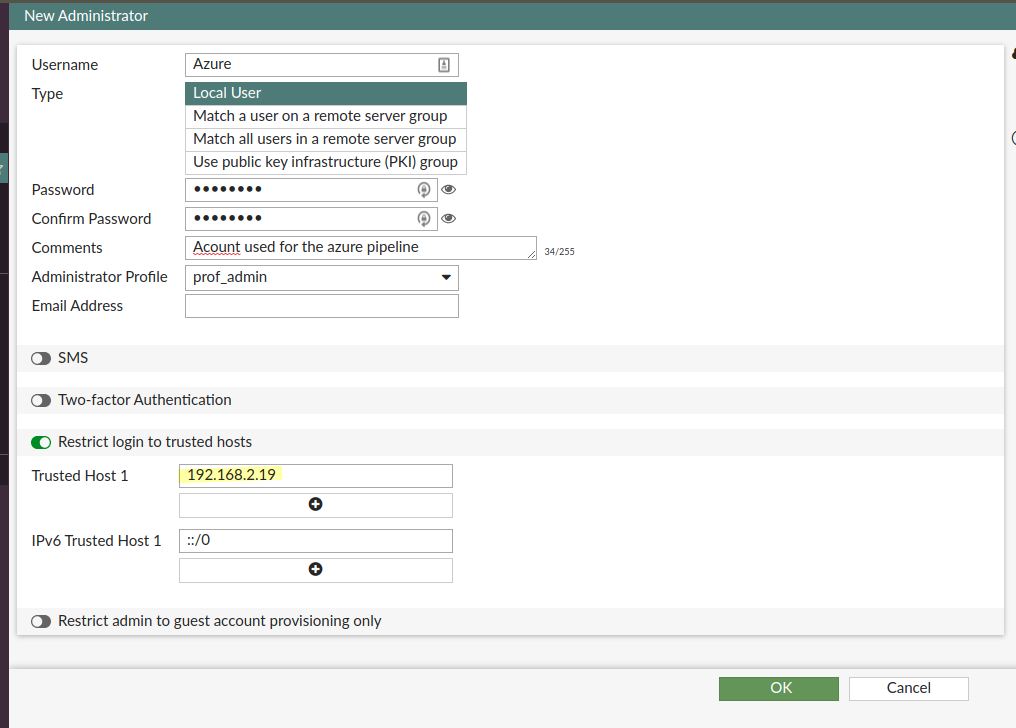 New Administrator
Username Azure
Type Local User
Match a user on a remote server group
Match all users in a remote server group
Use public key infrastructure (PKI) group
Password ••••••••
Confirm Password ••••••••
Comments Acount used for the azure pipeline 34/255
Administrator Profile prof_admin
Email Address
SMS
Two-factor Authentication
Restrict login to trusted hosts
Trusted Host 1 192.168.2.19
IPv6 Trusted Host 1 ::/0
Restrict admin to guest account provisioning only
OK Cancel